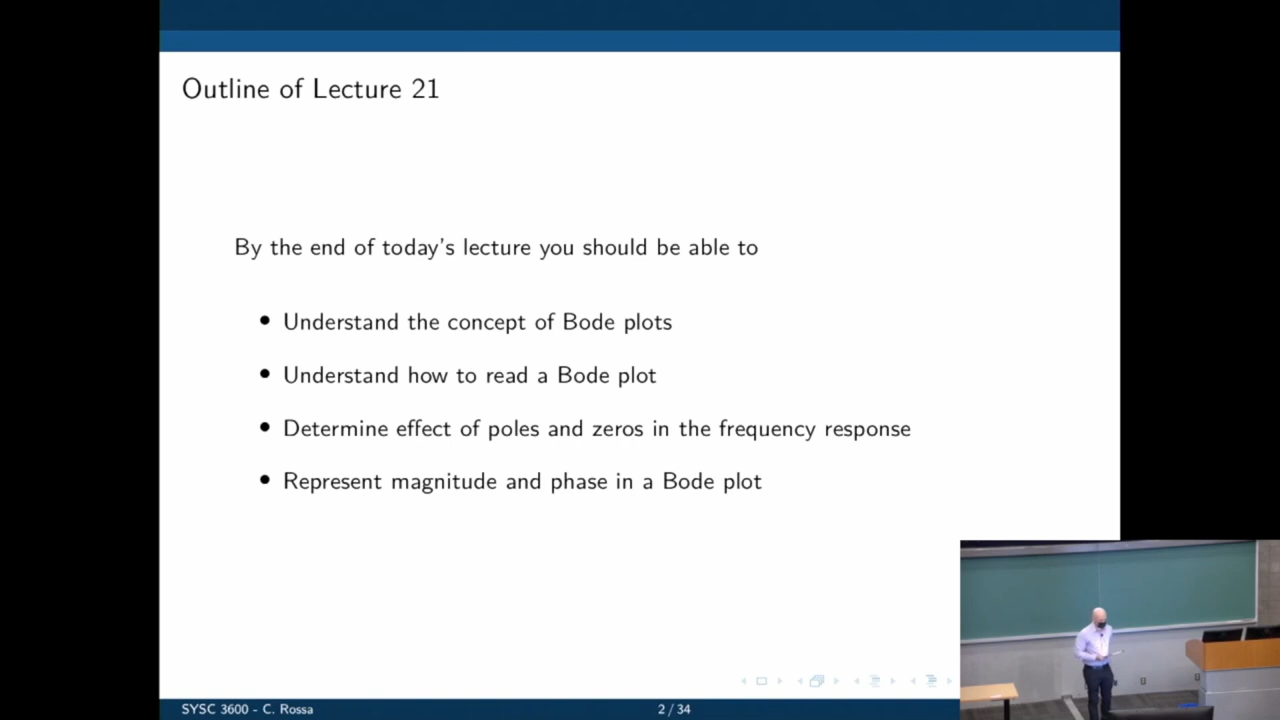 Outline of Lecture 21
By the end of today's lecture you should be able to
• Understand the concept of Bode plots
• Understand how to read a Bode plot
• Determine effect of poles and zeros in the frequency response
• Represent magnitude and phase in a Bode plot
SYSC 3600 - C. Rossa
2 / 34